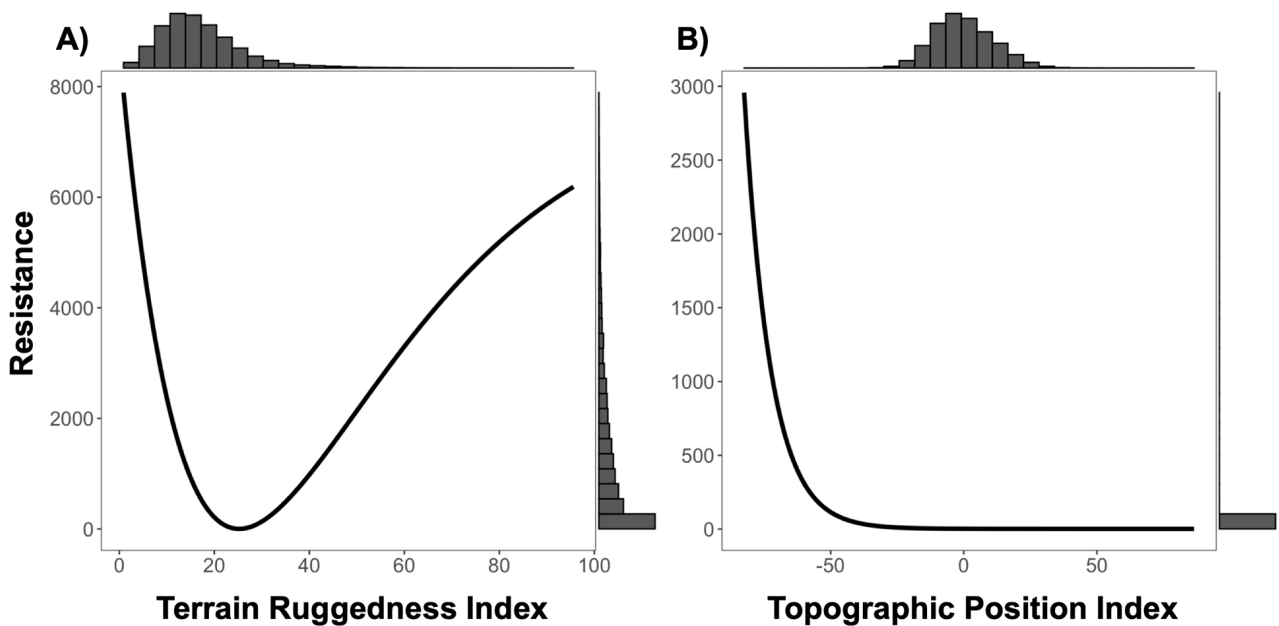 A)
B)
Resistance
8000
6000
4000
2000
0
0 20 40 60 80 100
Terrain Ruggedness Index
3000
2500
2000
1500
1000
500
0
-50 0 50
Topographic Position Index